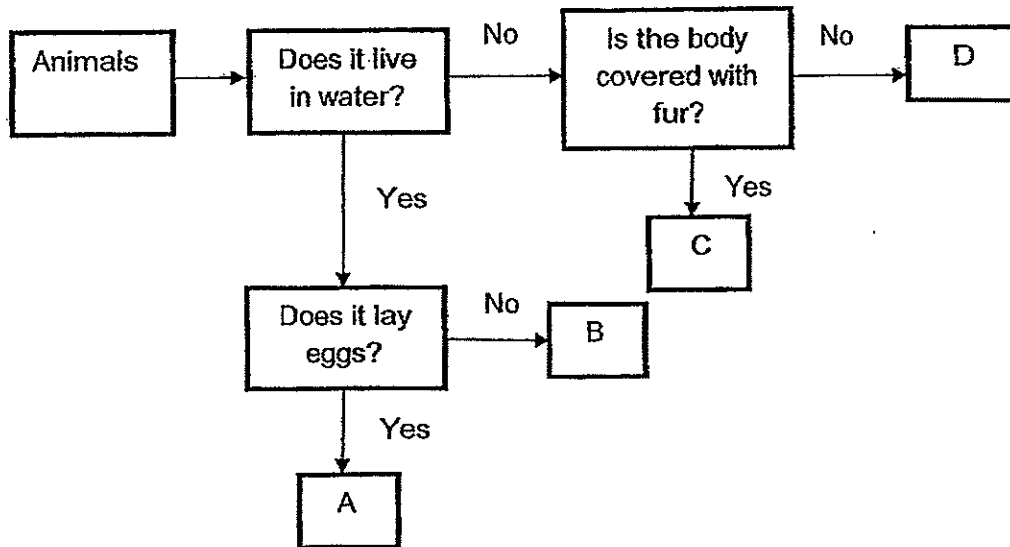 Animals
Does it live
in water?
No
Is the body
covered with
fur?
No
D
Yes
Yes
C
Does it lay
eggs?
No
B
Yes
A